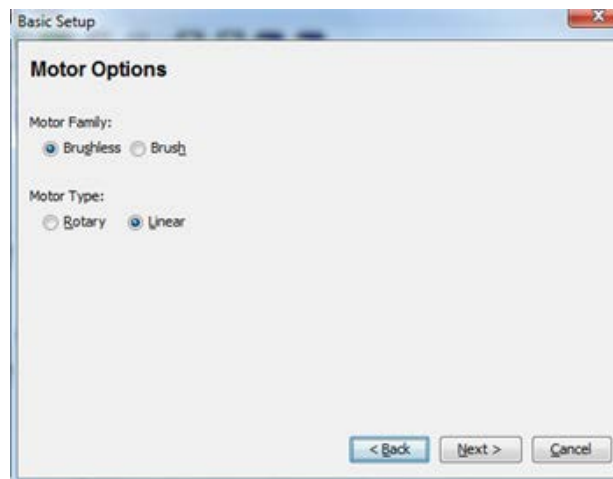 Basic Setup
Motor Options
Motor Family:
Brushless Brush
Motor Type:
Rotary Linear
< Back Next > Cancel